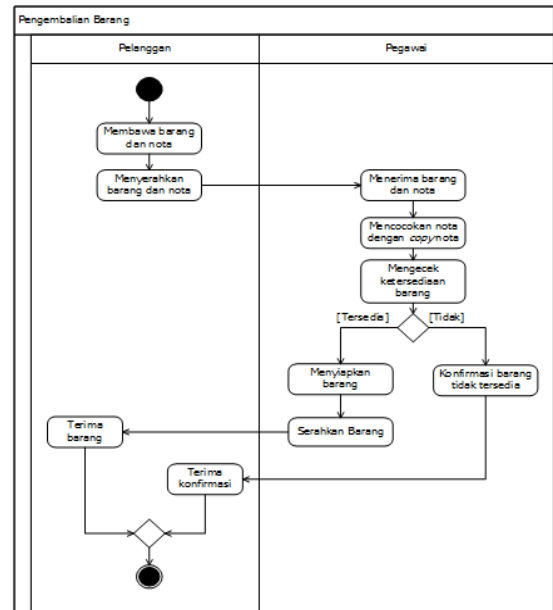 Pengembalian Barang
Pelanggan
Pegawai
Membawa barang
dan nota
Menyerahkan
barang dan nota
Menerima barang
dan nota
Mencocokan nota
dengan copy nota
Mengecek
ketersediaan
barang
[Tersedia]
[Tidak]
Menyiapkan
barang
Konfirmasi barang
tidak tersedia
Serahkan Barang
Terima
barang
Terima
konfirmasi